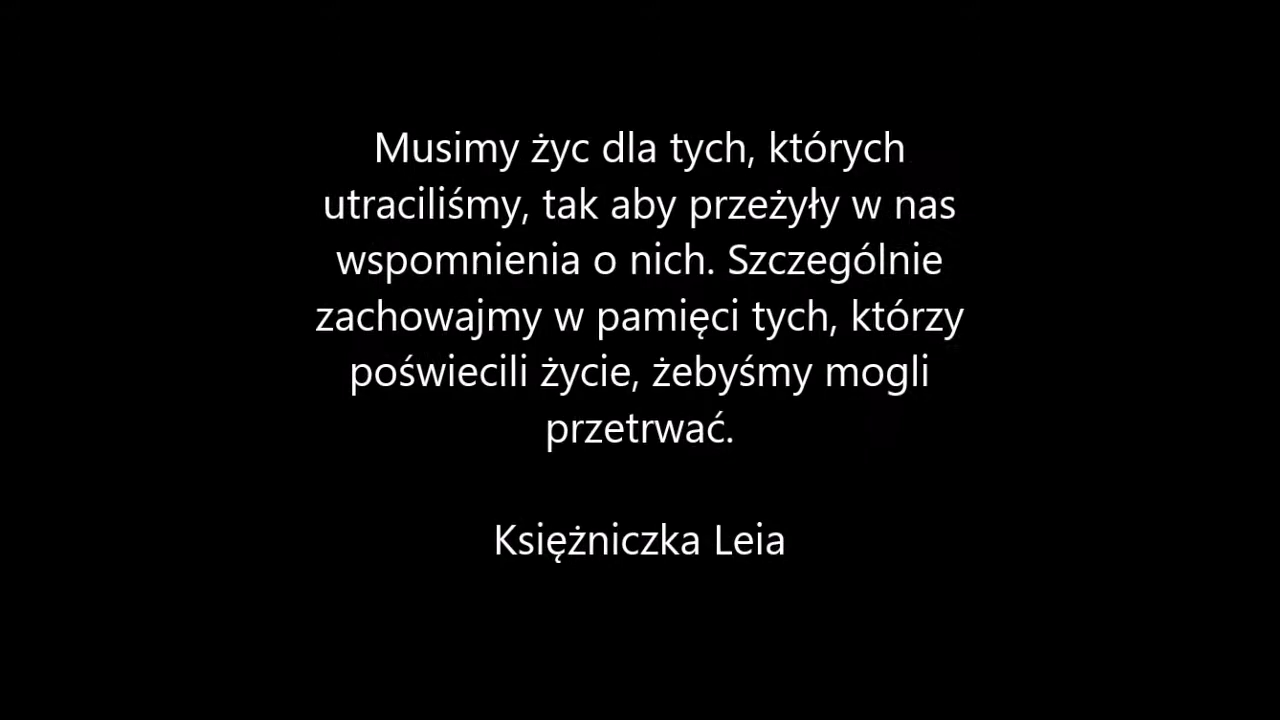 Musimy życ dla tych, których
utraciliśmy, tak aby przeżyły w nas
wspomnienia o nich. Szczególnie
zachowajmy w pamięci tych, którzy
poświecili życie, żebyśmy mogli
przetrwać.
Księżniczka Leia